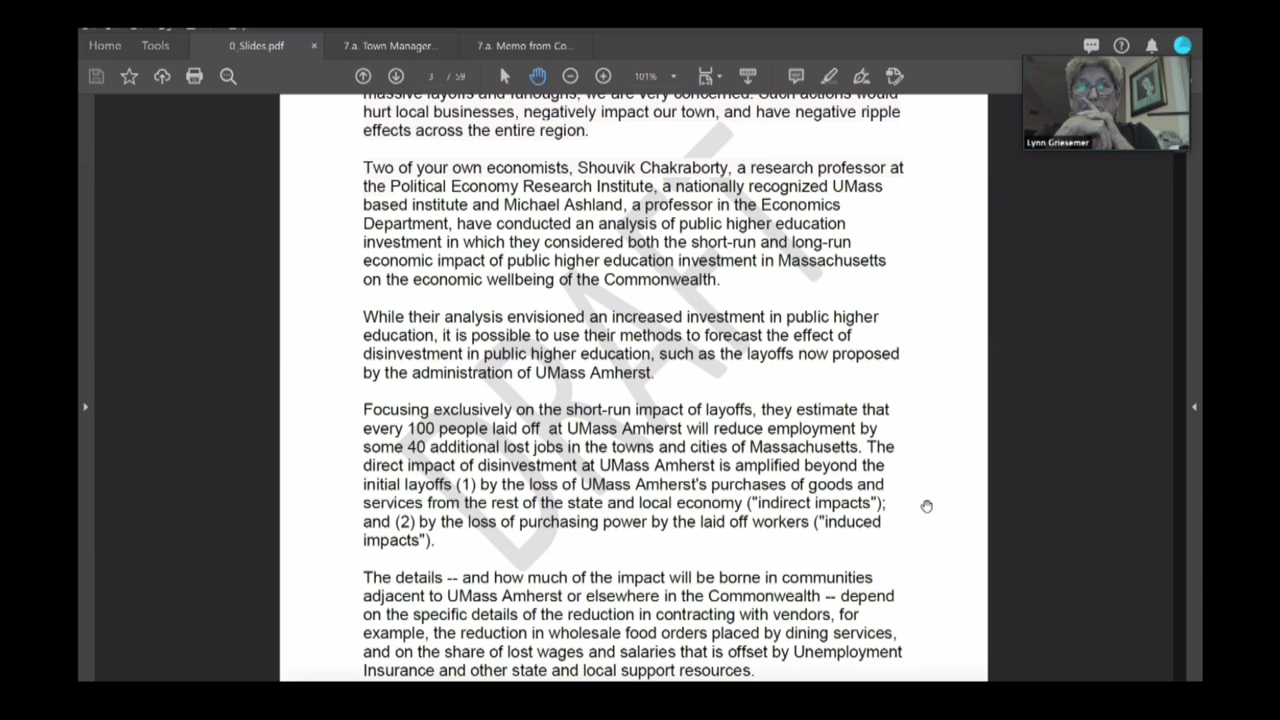 Home Tools 0_Slides.pdf × 7.a. Town Manager... 7.a. Memo from Co...
3 / 59 101%
Lynn Griesemer
massive layoffs and furloughs, we are very concerned. Such actions would
hurt local businesses, negatively impact our town, and have negative ripple
effects across the entire region.
Two of your own economists, Shouvik Chakraborty, a research professor at
the Political Economy Research Institute, a nationally recognized UMass
based institute and Michael Ashland, a professor in the Economics
Department, have conducted an analysis of public higher education
investment in which they considered both the short-run and long-run
economic impact of public higher education investment in Massachusetts
on the economic wellbeing of the Commonwealth.
While their analysis envisioned an increased investment in public higher
education, it is possible to use their methods to forecast the effect of
disinvestment in public higher education, such as the layoffs now proposed
by the administration of UMass Amherst.
Focusing exclusively on the short-run impact of layoffs, they estimate that
every 100 people laid off at UMass Amherst will reduce employment by
some 40 additional lost jobs in the towns and cities of Massachusetts. The
direct impact of disinvestment at UMass Amherst is amplified beyond the
initial layoffs (1) by the loss of UMass Amherst's purchases of goods and
services from the rest of the state and local economy ("indirect impacts");
and (2) by the loss of purchasing power by the laid off workers ("induced
impacts").
The details -- and how much of the impact will be borne in communities
adjacent to UMass Amherst or elsewhere in the Commonwealth -- depend
on the specific details of the reduction in contracting with vendors, for
example, the reduction in wholesale food orders placed by dining services,
and on the share of lost wages and salaries that is offset by Unemployment
Insurance and other state and local support resources.
DRAFT